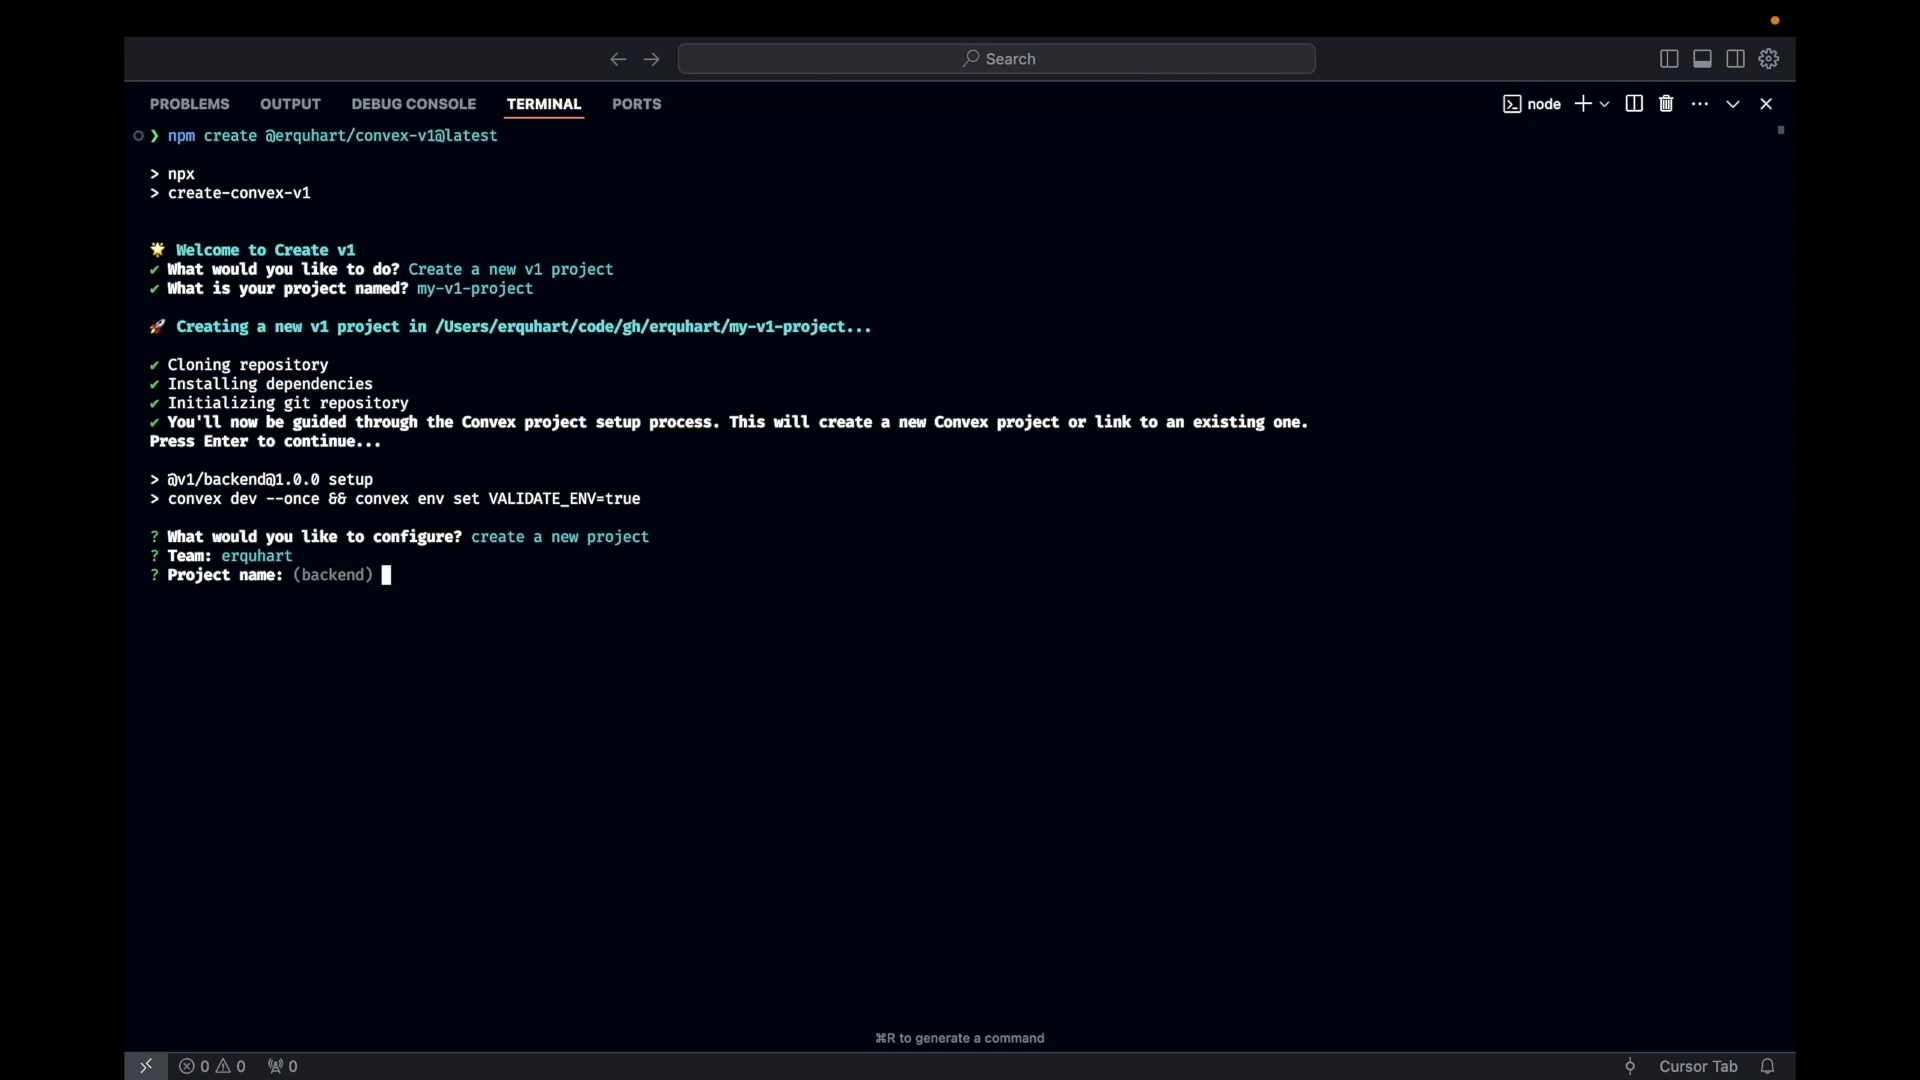 Search
PROBLEMS OUTPUT DEBUG CONSOLE TERMINAL PORTS node
❯ npm create @erquhart/convex-v1@latest
> npx
> create-convex-v1
🌟 Welcome to Create v1
✔ What would you like to do? Create a new v1 project
✔ What is your project named? my-v1-project
🚀 Creating a new v1 project in /Users/erquhart/code/gh/erquhart/my-v1-project...
✔ Cloning repository
✔ Installing dependencies
✔ Initializing git repository
✔ You'll now be guided through the Convex project setup process. This will create a new Convex project or link to an existing one.
Press Enter to continue...
> @v1/backend@1.0.0 setup
> convex dev --once && convex env set VALIDATE_ENV=true
? What would you like to configure? create a new project
? Team: erquhart
? Project name: (backend)
⌘R to generate a command
0 0 0 Cursor Tab